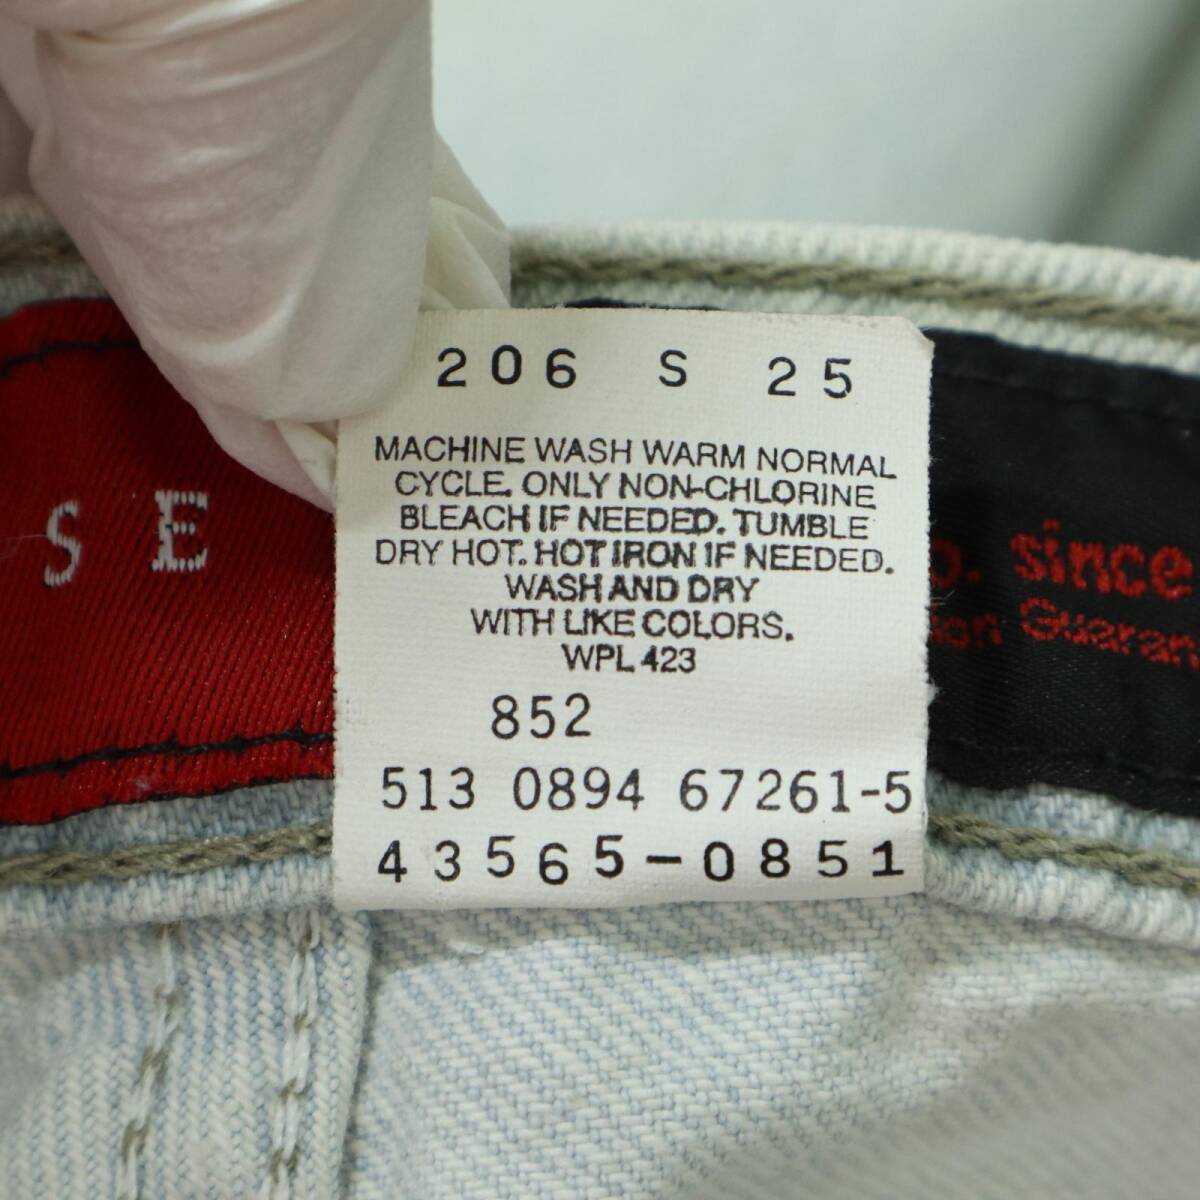 206 S 25
MACHINE WASH WARM NORMAL
CYCLE. ONLY NON-CHLORINE
BLEACH IF NEEDED. TUMBLE
DRY HOT. HOT IRON IF NEEDED.
WASH AND DRY
WITH LIKE COLORS.
WPL 423
852
513 0894 67261-5
43565-0851
SE
since